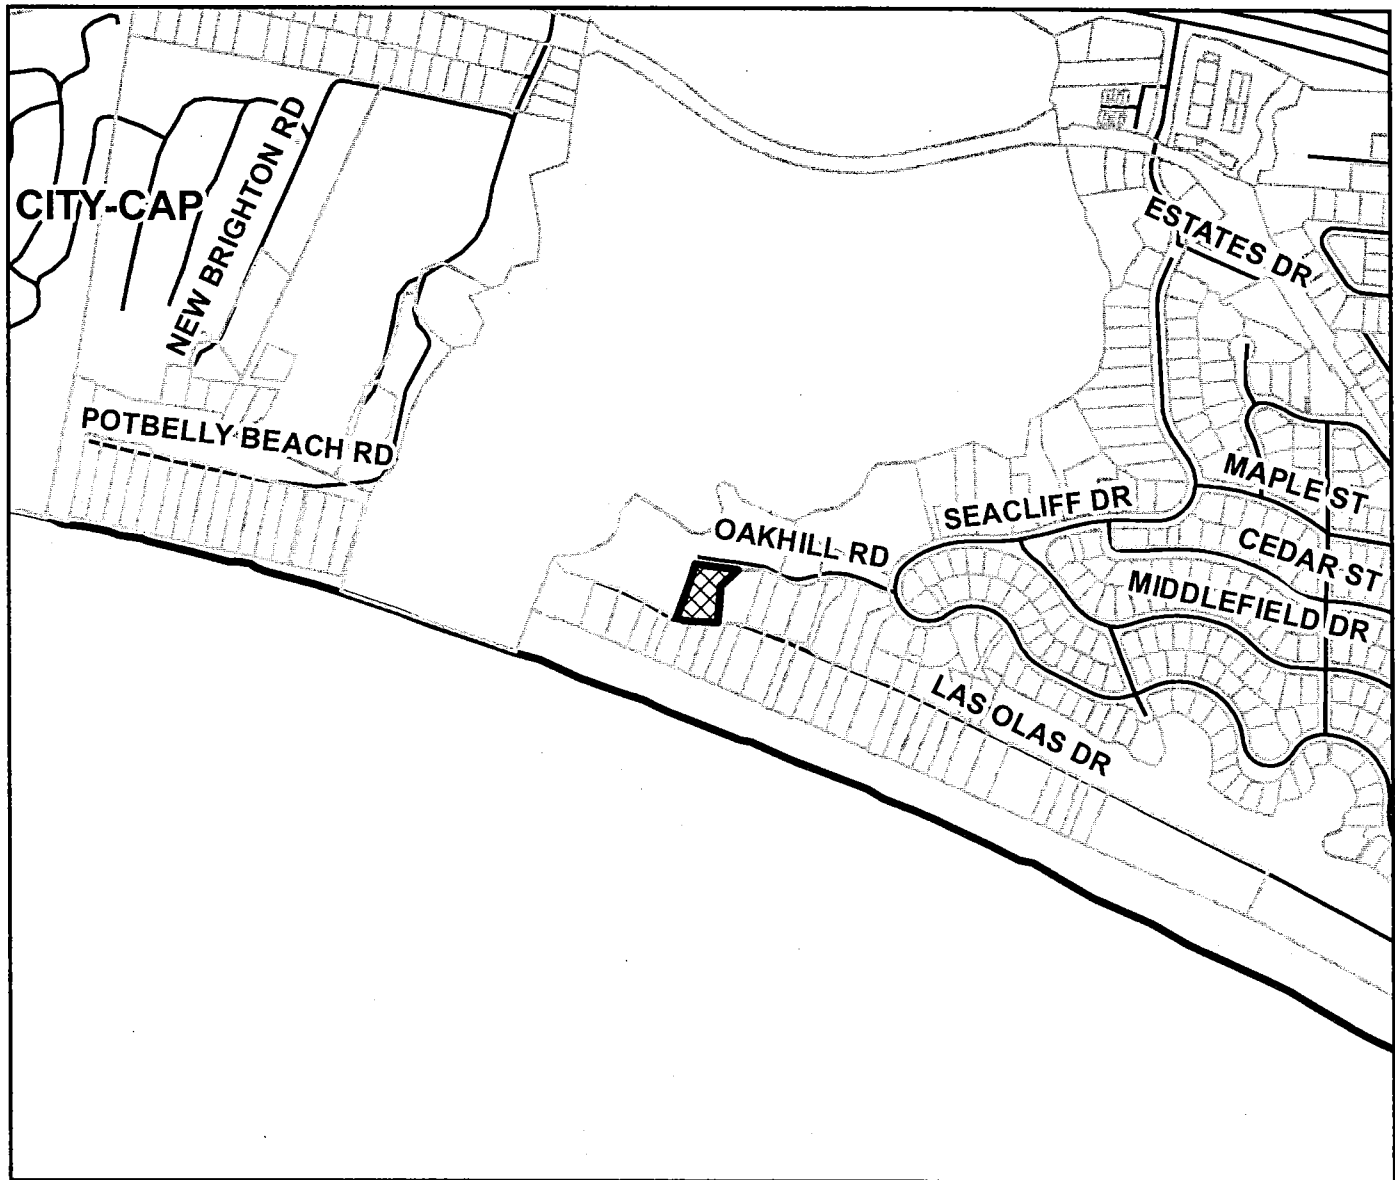 CITY-CAP
NEW BRIGHTON RD
ESTATES DR
POTBELLY BEACH RD
MAPLE ST
SEACLIFF DR
OAKHILL RD
CEDAR ST
MIDDLEFIELD DR
LAS OLAS DR